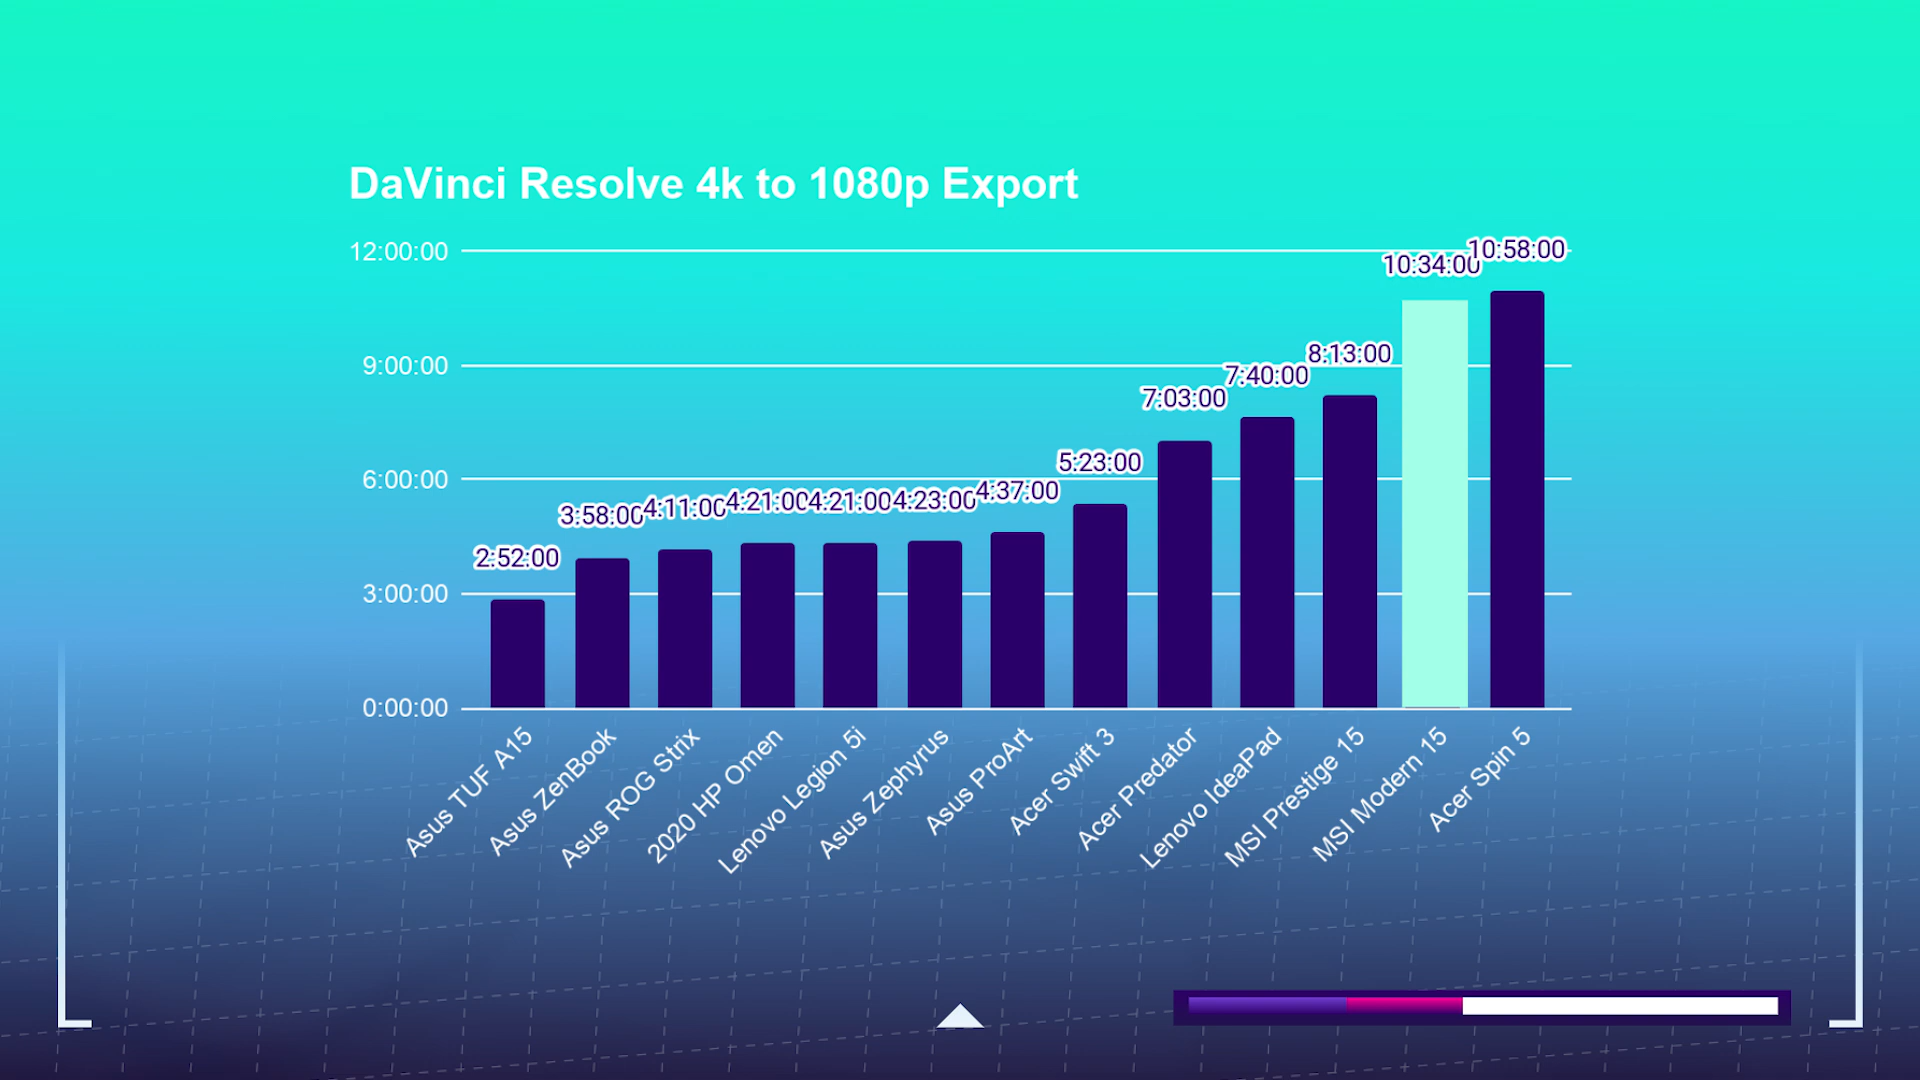 DaVinci Resolve 4k to 1080p Export
12:00:00
9:00:00
6:00:00
3:00:00
0:00:00
2:52:00
3:58:00
4:11:00
4:21:00
4:21:00
4:23:00
4:37:00
5:23:00
7:03:00
7:40:00
8:13:00
10:34:00
10:58:00
Asus TUF A15
Asus ZenBook
Asus ROG Strix
2020 HP Omen
Lenovo Legion 5i
Asus Zephyrus
Asus ProArt
Acer Swift 3
Acer Predator
Lenovo IdeaPad
MSI Prestige 15
MSI Modern 15
Acer Spin 5